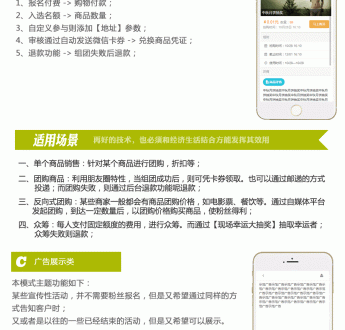 1、报名付费 -> 购物付款；
2、入选名额 -> 商品数量；
3、自定义参与则添加【地址】参数；
4、审核通过自动发送微信卡券 -> 兑换商品凭证；
5、退款功能 -> 组团失败后退款；
适用场景 再好的技术，也必须和经济生活结合方能发挥其效用
一、单个商品销售：针对某个商品进行团购，折扣等；
二、团购商品：利用朋友圈特性，当组团成功后，则可凭卡券领取。也可以通过邮递的方式
投递；而团购失败，则通过后台退款功能退款；
三、反向式团购：某些商家一般都会有商品团购价格，如电影票、餐饮等。通过自媒体平台
发起团购，到达一定数量后，以团购价格购买商品，使粉丝得利；
四、众筹：每人支付固定额度的费用，进行众筹。而通过【现场幸运大抽奖】抽取幸运者；
众筹失败则退款；
广告展示类
本模式主题功能如下：
某些宣传性活动，并不需要粉丝报名，但是又希望通过同样的方
式告知客户时；
又或者是以往的一些已经结束的活动，但是又希望可以展示。